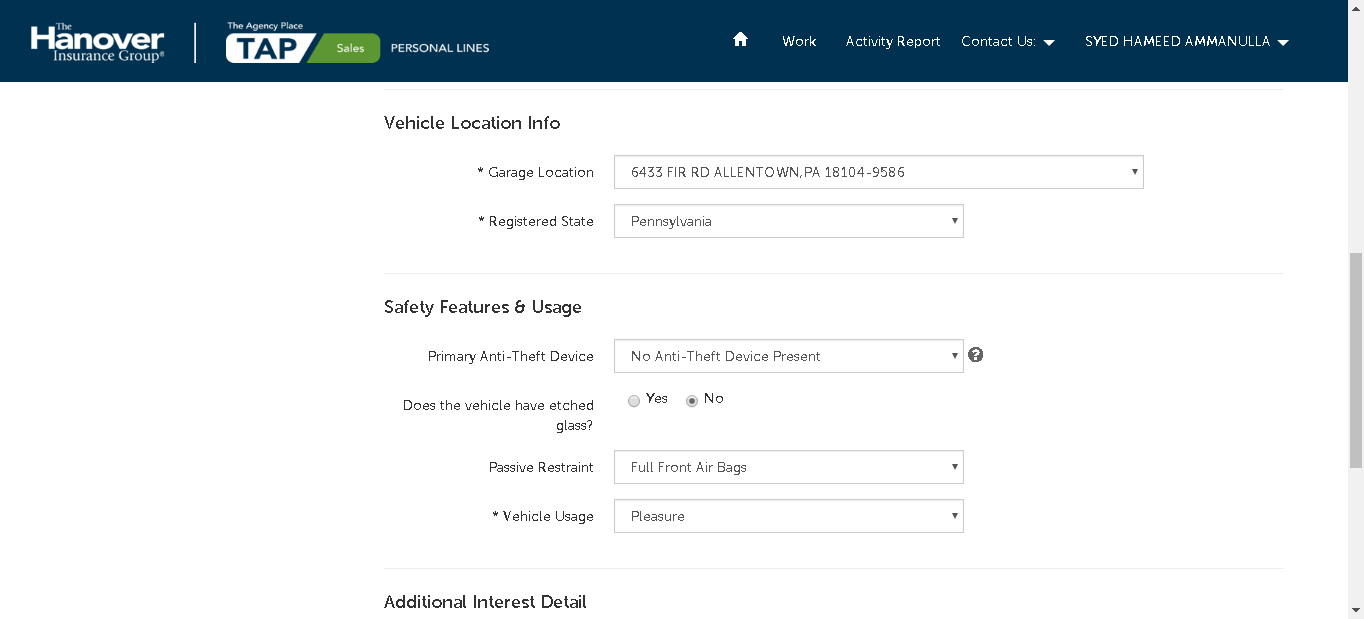 The
Hanover
Insurance Group®
The Agency Place
TAP Sales PERSONAL LINES
Work Activity Report Contact Us: SYED HAMEED AMMANULLA
Vehicle Location Info
* Garage Location 6433 FIR RD ALLENTOWN,PA 18104-9586
* Registered State Pennsylvania
Safety Features & Usage
Primary Anti-Theft Device No Anti-Theft Device Present ?
Does the vehicle have etched Yes No
glass?
Passive Restraint Full Front Air Bags
* Vehicle Usage Pleasure
Additional Interest Detail